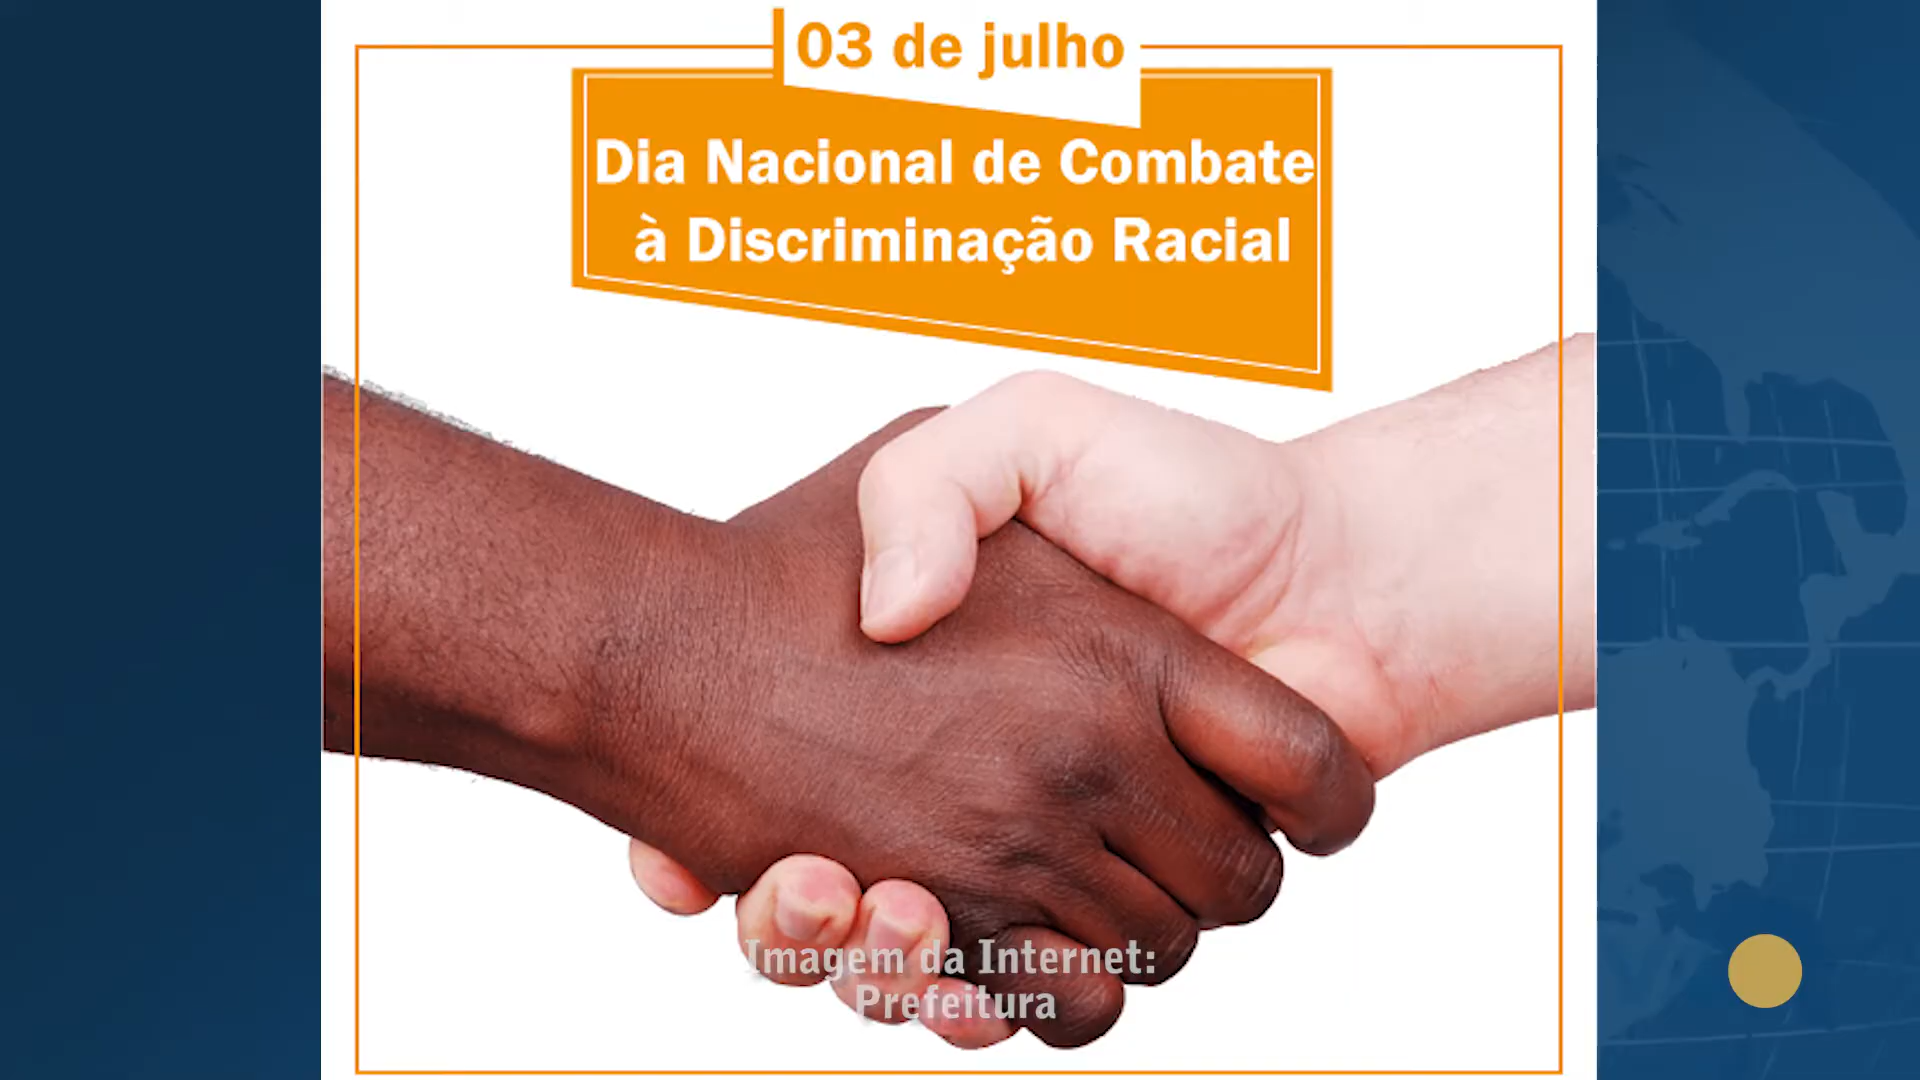 03 de julho
Dia Nacional de Combate
à Discriminação Racial
Imagem da Internet:
Prefeitura